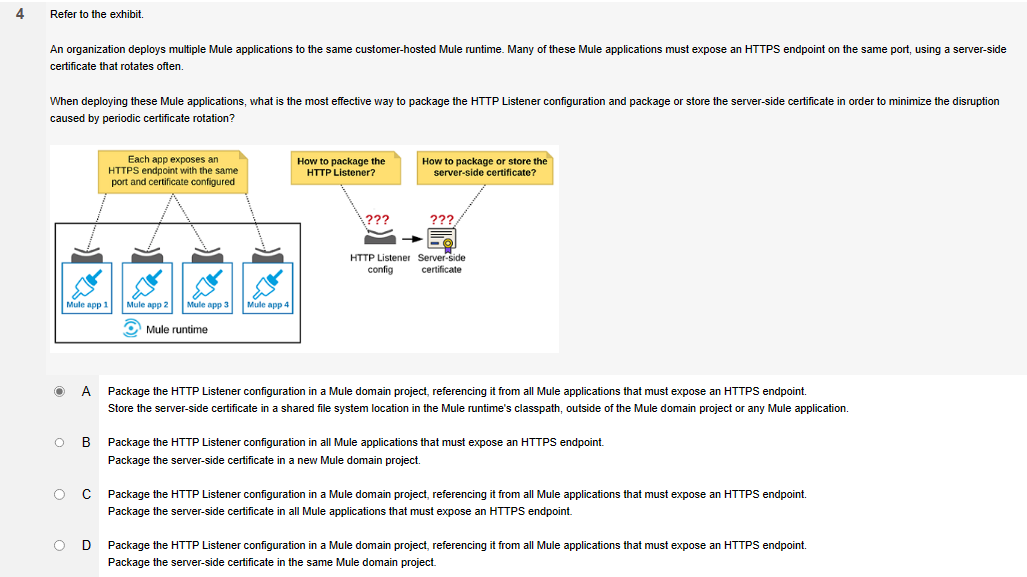 4 Refer to the exhibit.
An organization deploys multiple Mule applications to the same customer-hosted Mule runtime. Many of these Mule applications must expose an HTTPS endpoint on the same port, using a server-side
certificate that rotates often.
When deploying these Mule applications, what is the most effective way to package the HTTP Listener configuration and package or store the server-side certificate in order to minimize the disruption
caused by periodic certificate rotation?
Each app exposes an
HTTPS endpoint with the same
port and certificate configured
How to package the
HTTP Listener?
How to package or store the
server-side certificate?
???
???
HTTP Listener
config
Server-side
certificate
Mule app 1
Mule app 2
Mule app 3
Mule app 4
Mule runtime
A Package the HTTP Listener configuration in a Mule domain project, referencing it from all Mule applications that must expose an HTTPS endpoint.
Store the server-side certificate in a shared file system location in the Mule runtime's classpath, outside of the Mule domain project or any Mule application.
B Package the HTTP Listener configuration in all Mule applications that must expose an HTTPS endpoint.
Package the server-side certificate in a new Mule domain project.
C Package the HTTP Listener configuration in a Mule domain project, referencing it from all Mule applications that must expose an HTTPS endpoint.
Package the server-side certificate in all Mule applications that must expose an HTTPS endpoint.
D Package the HTTP Listener configuration in a Mule domain project, referencing it from all Mule applications that must expose an HTTPS endpoint.
Package the server-side certificate in the same Mule domain project.